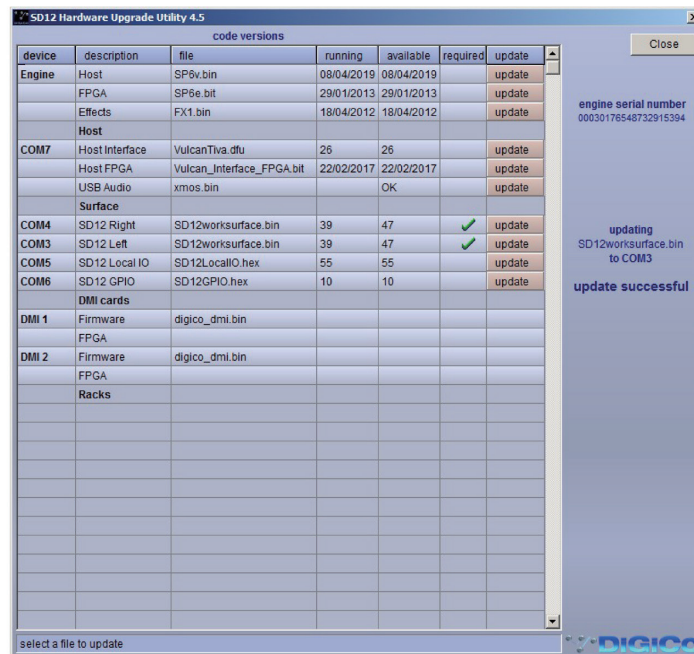 SD12 Hardware Upgrade Utility 4.5
code versions
Close
device description file running available required update
Engine Host SP6v.bin 08/04/2019 08/04/2019 update
FPGA SP6e.bit 29/01/2013 29/01/2013 update
Effects FX1.bin 18/04/2012 18/04/2012 update
Host
COM7 Host Interface VulcanTiva.dfu 26 26 update
Host FPGA Vulcan_Interface_FPGA.bit 22/02/2017 22/02/2017 update
USB Audio xmos.bin OK update
Surface
COM4 SD12 Right SD12worksurface.bin 39 47 update
COM3 SD12 Left SD12worksurface.bin 39 47 update
COM5 SD12 Local IO SD12LocalIO.hex 55 55 update
COM6 SD12 GPIO SD12GPIO.hex 10 10 update
DMI cards
DMI 1 Firmware digico_dmi.bin
FPGA
DMI 2 Firmware digico_dmi.bin
FPGA
Racks
engine serial number
00030176548732915394
updating
SD12worksurface.bin
to COM3
update successful
select a file to update
DiGiCo